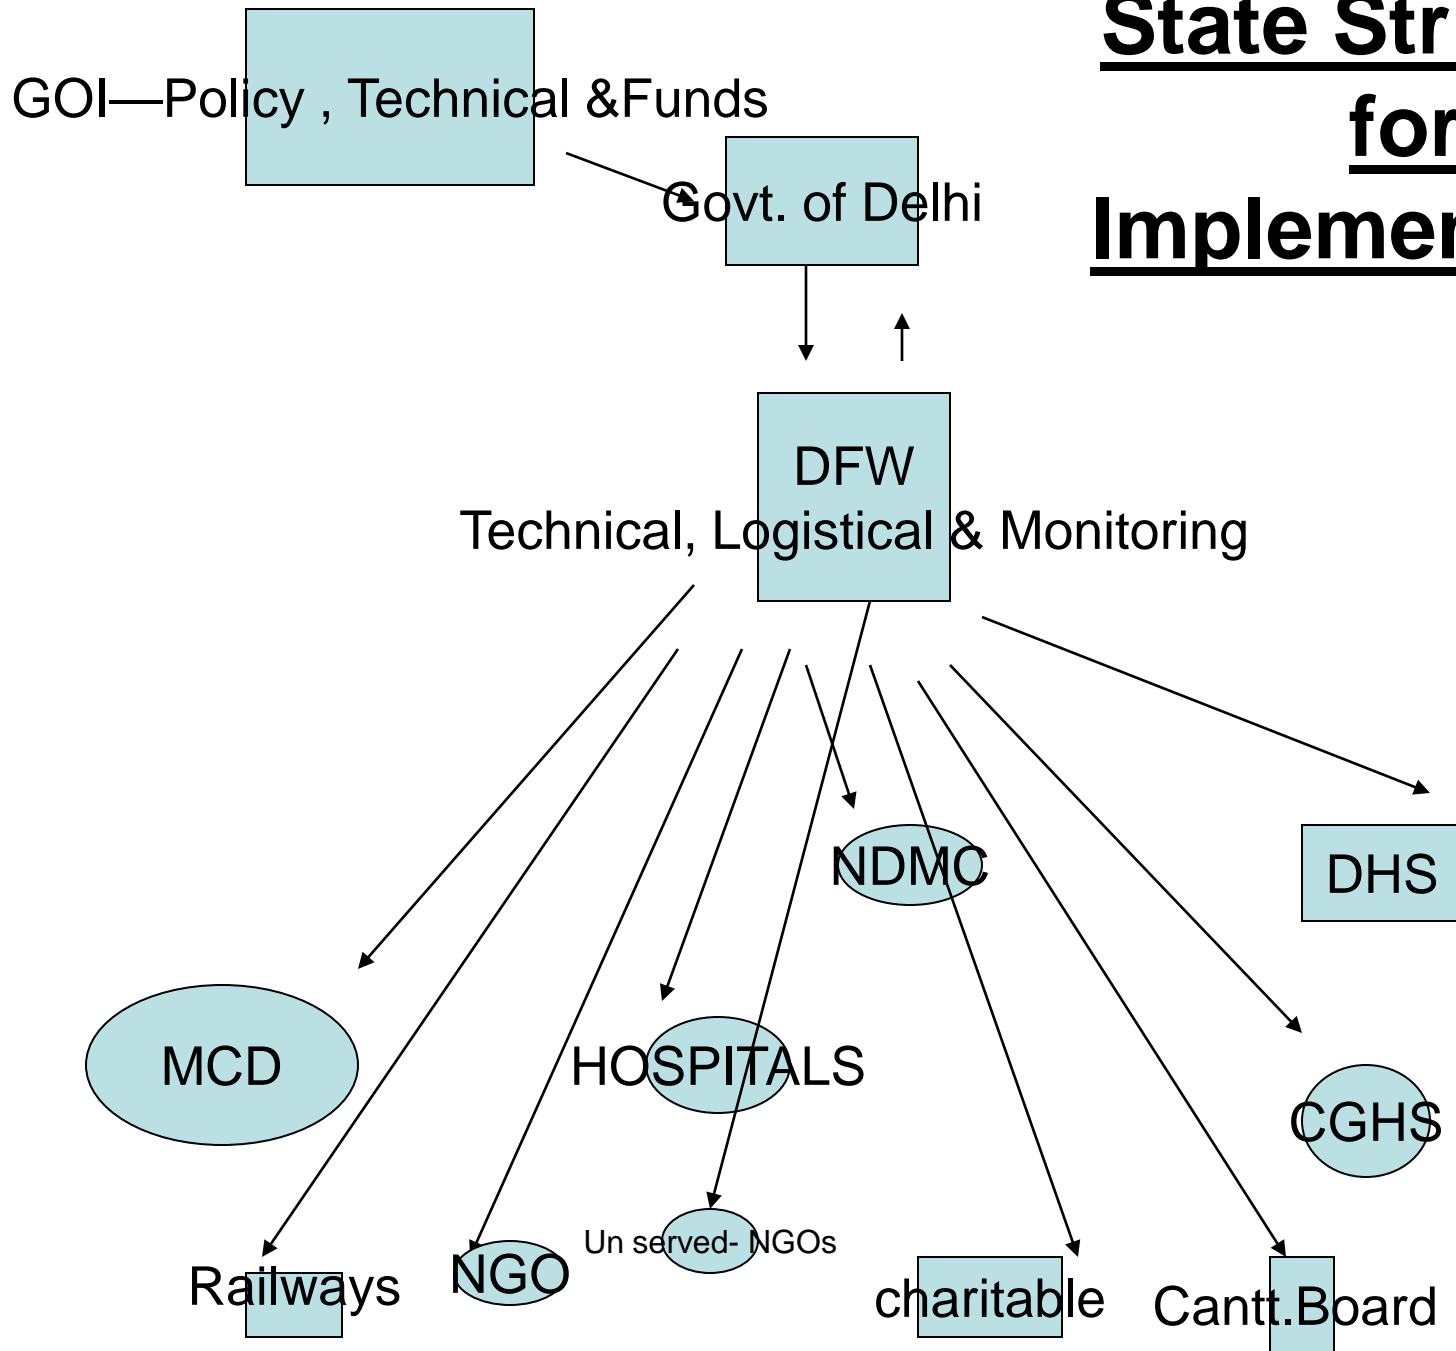 State Str
for
Implemen
GOI—Policy , Technical &Funds
Govt. of Delhi
DFW
Technical, Logistical & Monitoring
NDMC
DHS
MCD
HOSPITALS
CGHS
Un served- NGOs
Railways
NGO
charitable
Cantt.Board